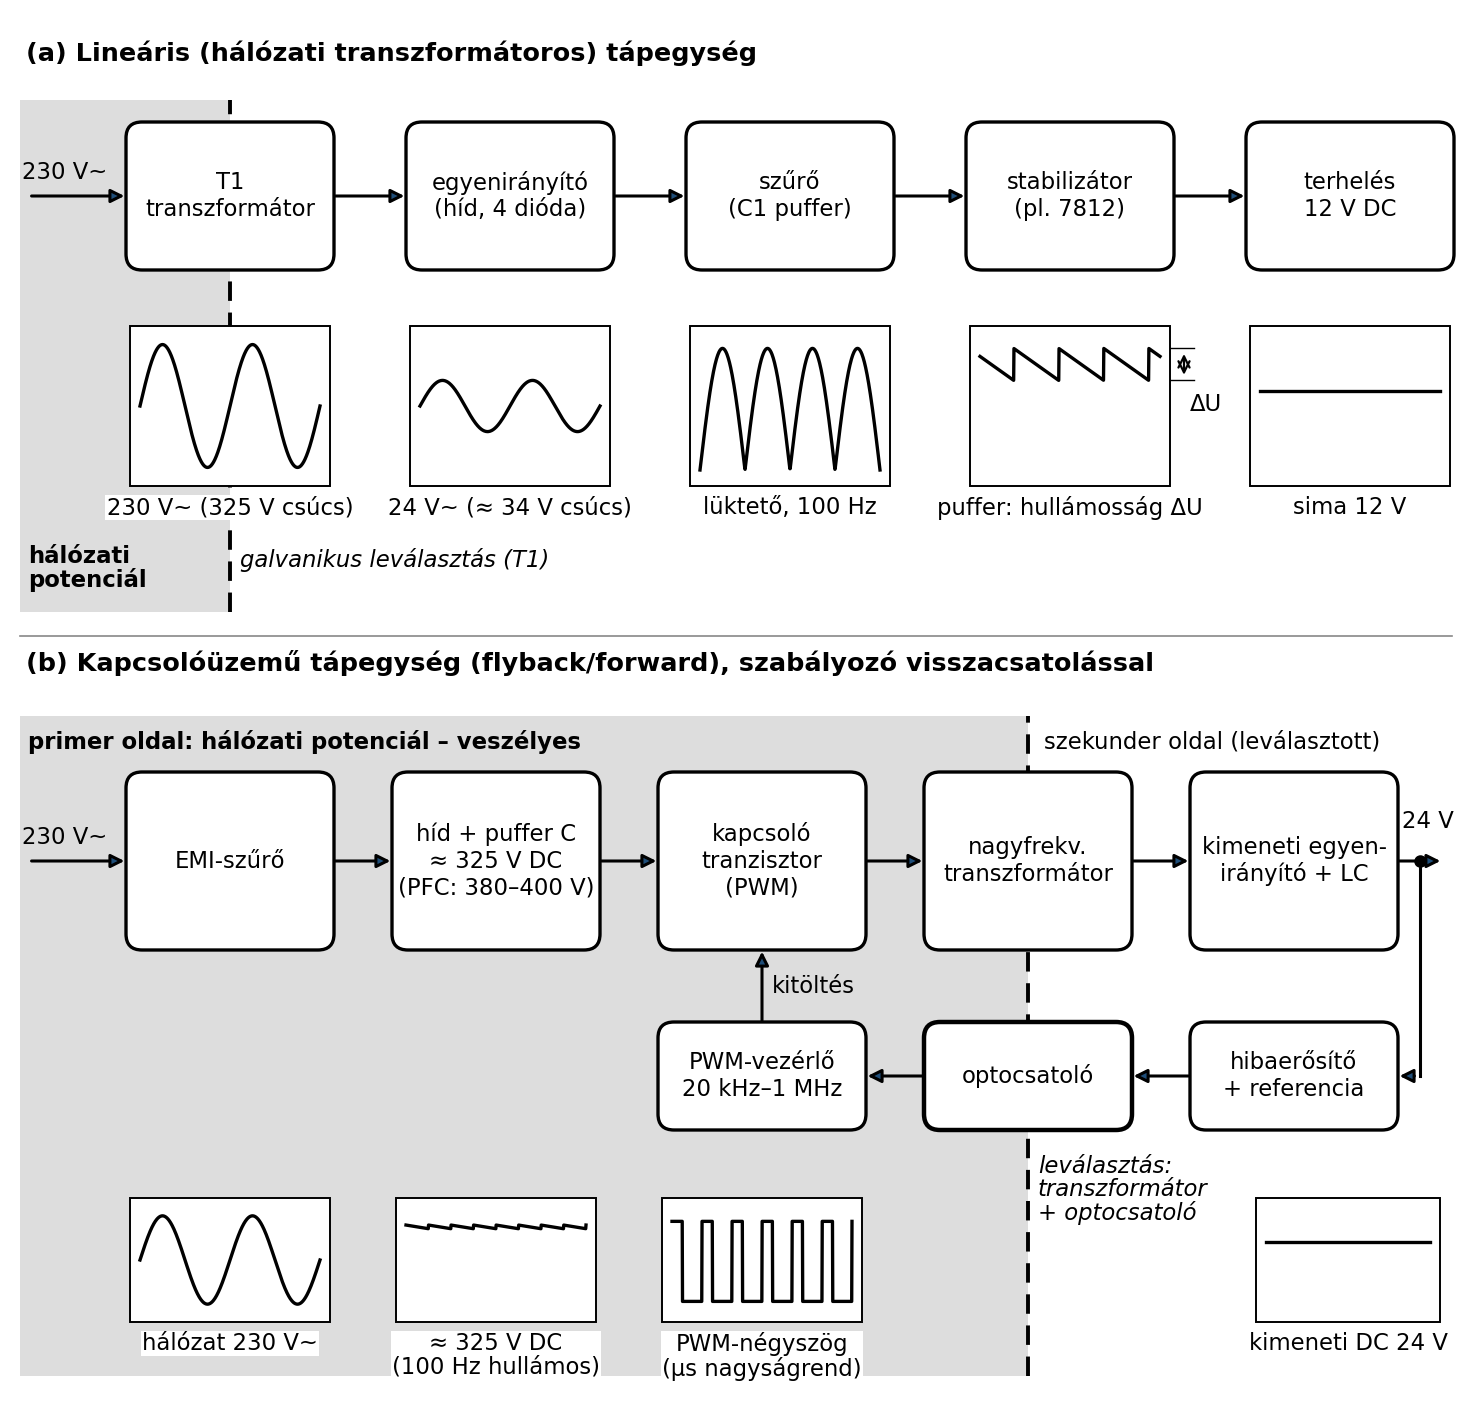 (a) Lineáris (hálózati transzformátoros) tápegység
230 V~
T1
transzformátor
egyenirányító
(híd, 4 dióda)
szűrő
(C1 puffer)
stabilizátor
(pl. 7812)
terhelés
12 V DC
ΔU
230 V~ (325 V csúcs)
24 V~ (≈ 34 V csúcs)
lüktető, 100 Hz
puffer: hullámosság ΔU
sima 12 V
hálózati
potenciál
galvanikus leválasztás (T1)
(b) Kapcsolóüzemű tápegység (flyback/forward), szabályozó visszacsatolással
primer oldal: hálózati potenciál – veszélyes
szekunder oldal (leválasztott)
230 V~
EMI-szűrő
híd + puffer C
≈ 325 V DC
(PFC: 380–400 V)
kapcsoló
tranzisztor
(PWM)
nagyfrekv.
transzformátor
kimeneti egyen-
irányító + LC
24 V
kitöltés
PWM-vezérlő
20 kHz–1 MHz
optocsatoló
hibaerősítő
+ referencia
leválasztás:
transzformátor
+ optocsatoló
hálózat 230 V~
≈ 325 V DC
(100 Hz hullámos)
PWM-négyszög
(μs nagyságrend)
kimeneti DC 24 V